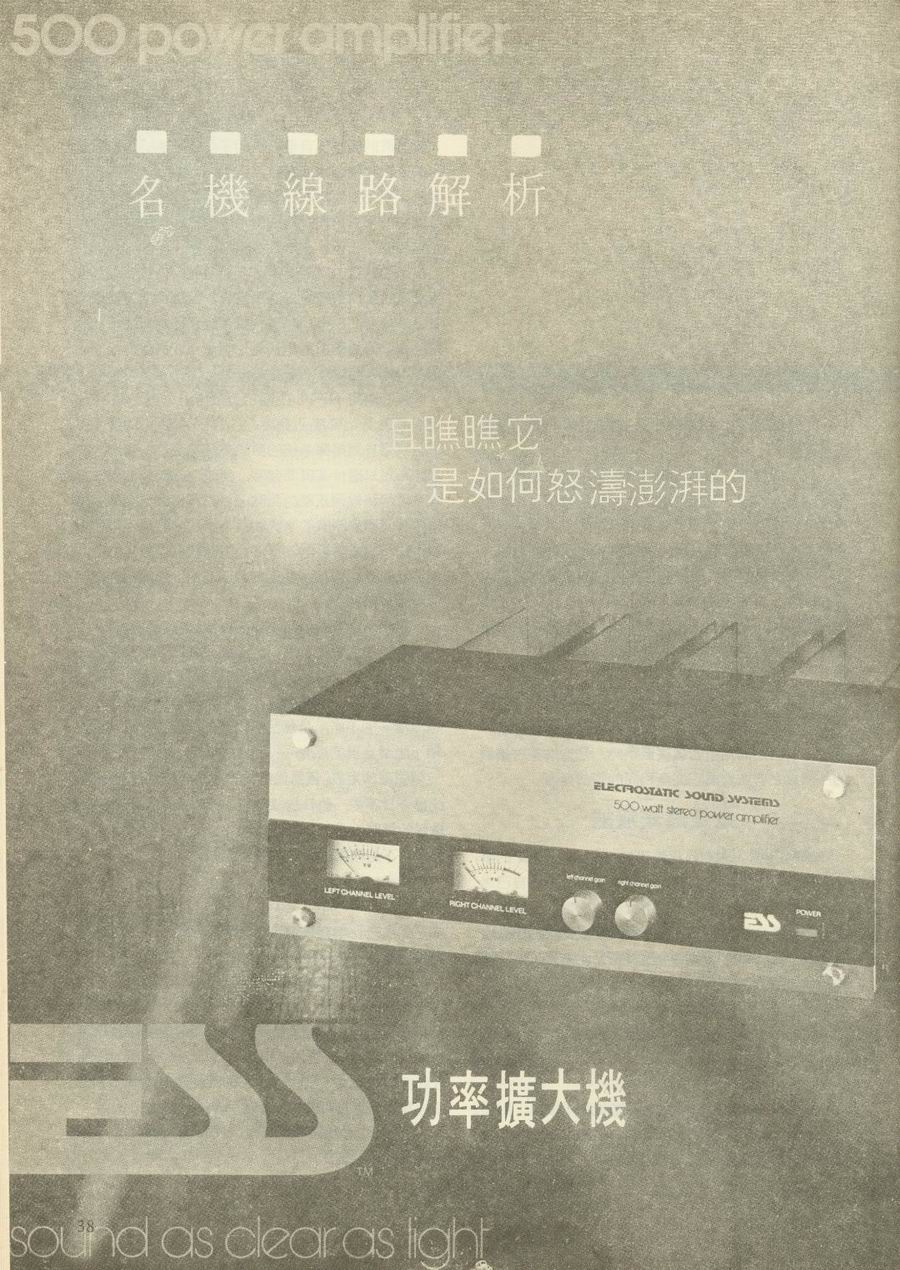 500 power amplifier
名機線路解析
且瞧瞧它
是如何怒濤澎湃的
ELECTROSTATIC SOUND SYSTEMS
500 watt stereo power amplifier
VU
VU
LEFT CHANNEL LEVEL
RIGHT CHANNEL LEVEL
left channel gain
right channel gain
ESS
POWER
ESS TM
功率擴大機
38
sound as clear as light